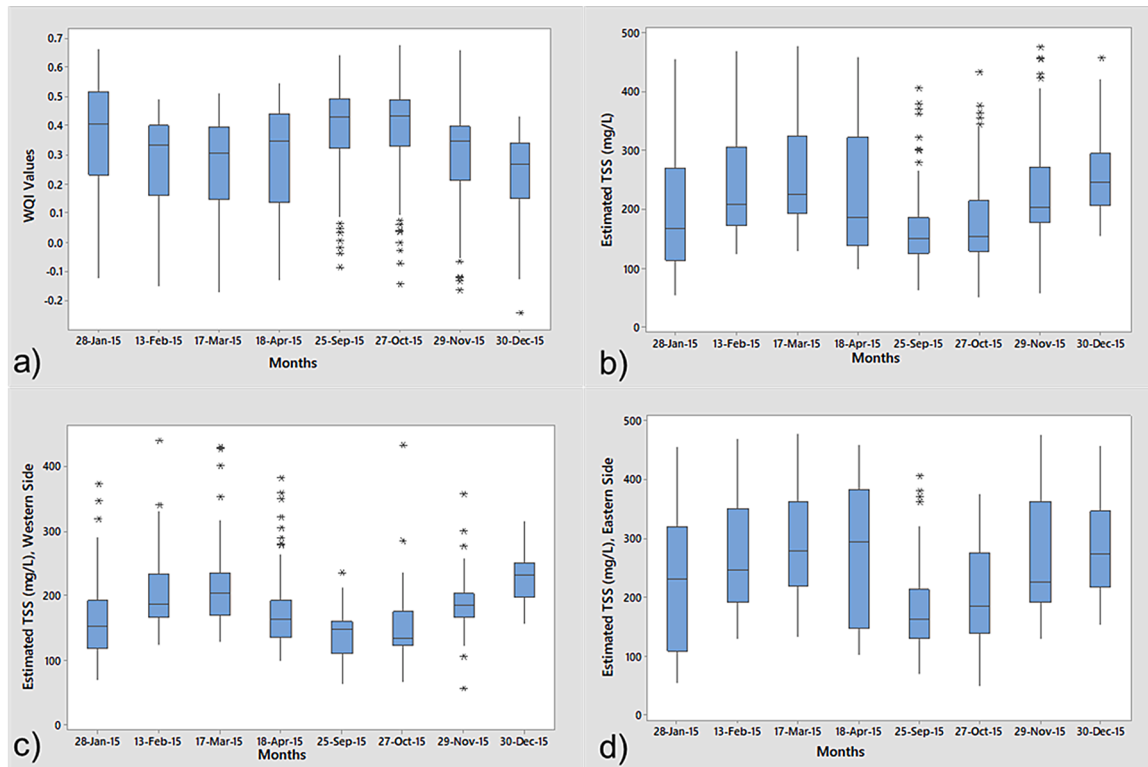 WQI Values
0.7
0.6
0.5
0.4
0.3
0.2
0.1
0.0
-0.1
-0.2
28-Jan-15 13-Feb-15 17-Mar-15 18-Apr-15 25-Sep-15 27-Oct-15 29-Nov-15 30-Dec-15
Months
a)
Estimated TSS (mg/L)
500
400
300
200
100
0
28-Jan-15 13-Feb-15 17-Mar-15 18-Apr-15 25-Sep-15 27-Oct-15 29-Nov-15 30-Dec-15
Months
b)
Estimated TSS (mg/L), Western Side
400
300
200
100
0
28-Jan-15 13-Feb-15 17-Mar-15 18-Apr-15 25-Sep-15 27-Oct-15 29-Nov-15 30-Dec-15
Months
c)
Estimated TSS (mg/L), Eastern Side
500
400
300
200
100
0
28-Jan-15 13-Feb-15 17-Mar-15 18-Apr-15 25-Sep-15 27-Oct-15 29-Nov-15 30-Dec-15
Months
d)